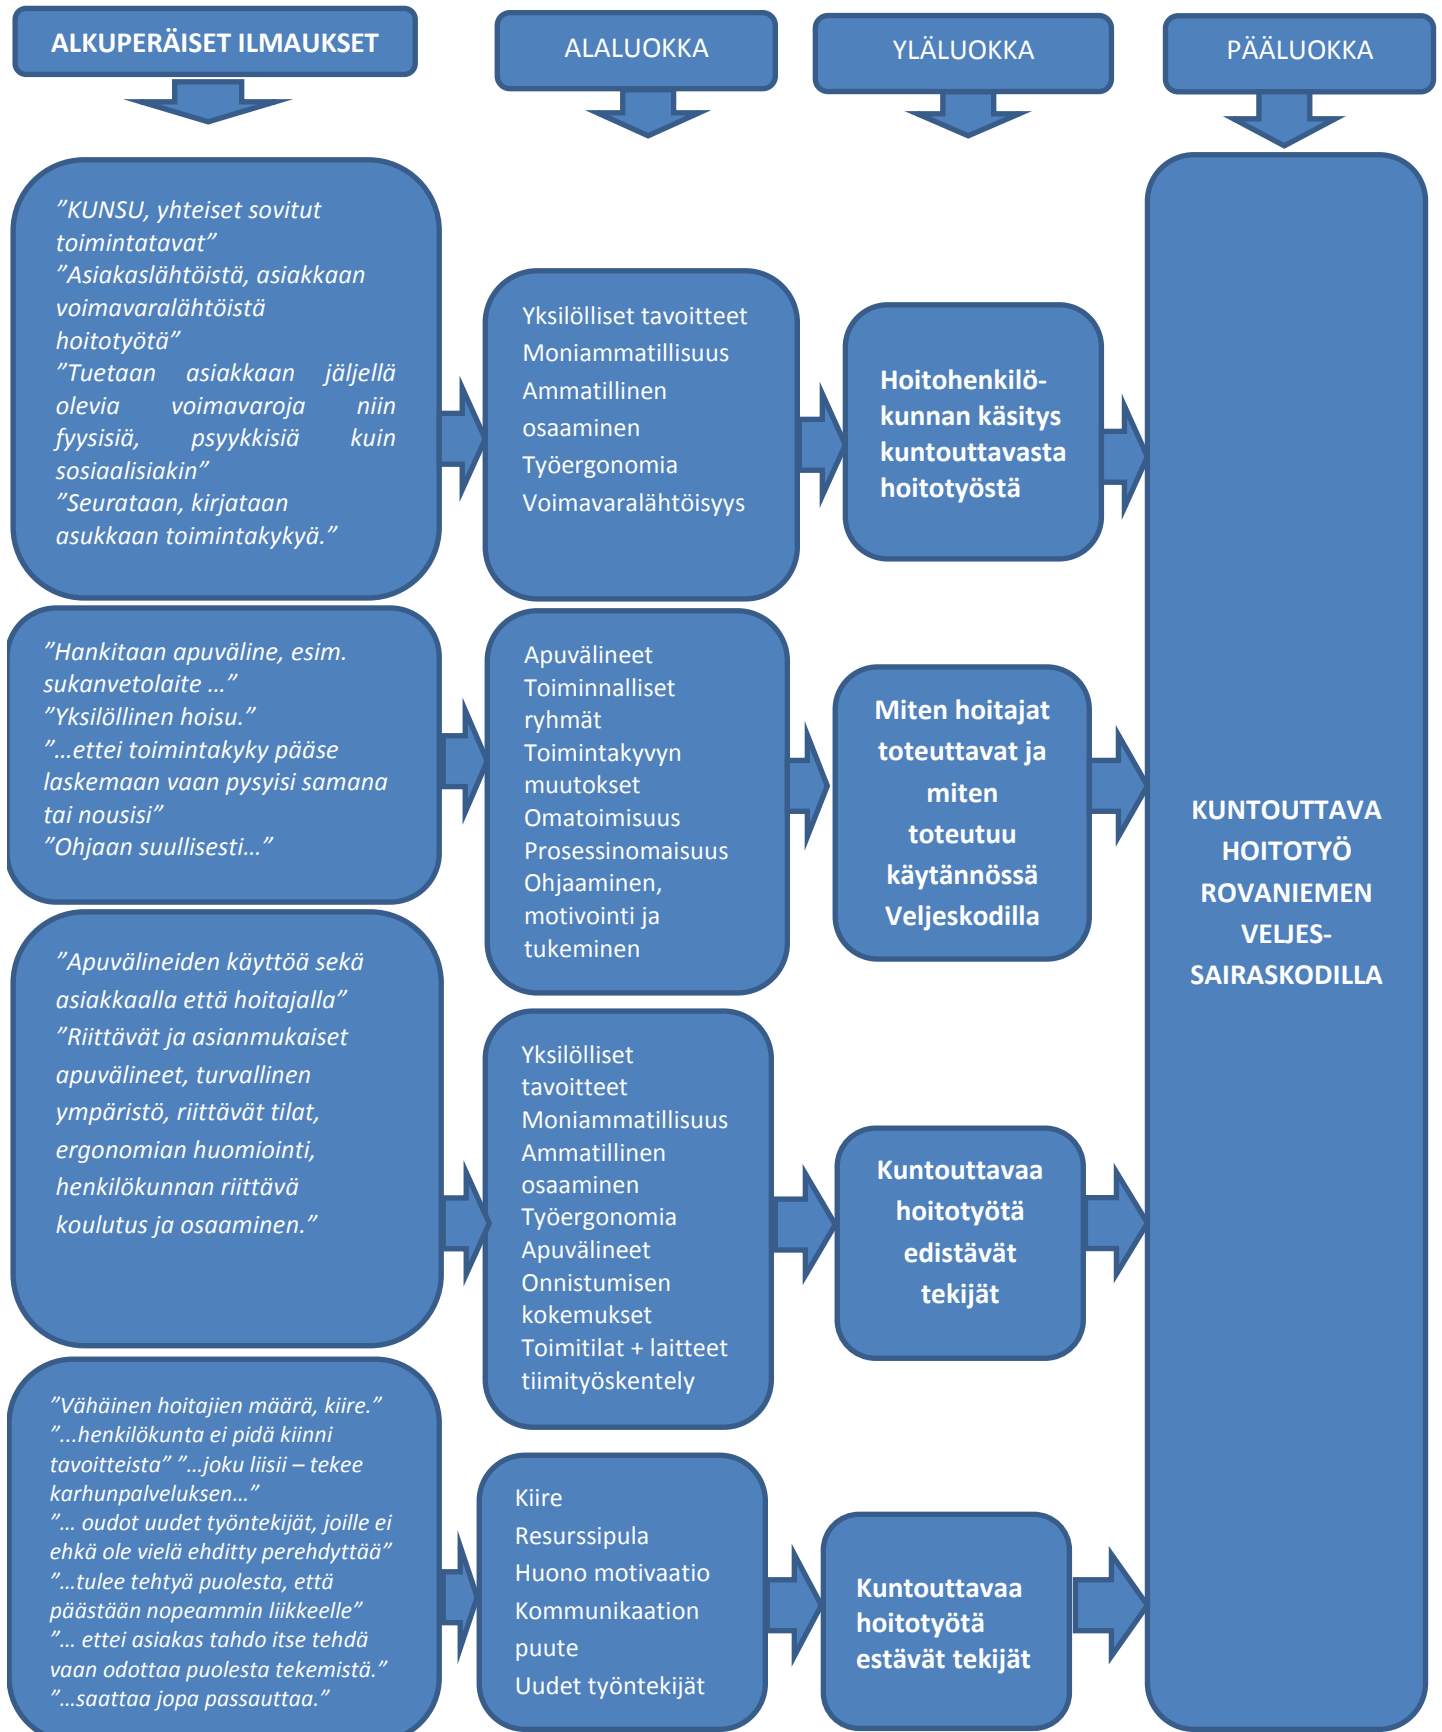 ALKUPERÄISET ILMAUKSET
ALALUOKKA
YLÄLUOKKA
PÄÄLUOKKA
”KUNSU, yhteiset sovitut
toimintatavat”
”Asiakaslähtöistä, asiakkaan
voimavaralähtöistä
hoitotyötä”
”Tuetaan asiakkaan jäljellä
olevia voimavaroja niin
fyysisiä, psyykkisiä kuin
sosiaalisiakin”
”Seurataan, kirjataan
asukkaan toimintakykyä.”
Yksilölliset tavoitteet
Moniammatillisuus
Ammatillinen
osaaminen
Työergonomia
Voimavaralähtöisyys
Hoitohenkilö-
kunnan käsitys
kuntouttavasta
hoitotyöstä
”Hankitaan apuväline, esim.
sukanvetolaite …”
”Yksilöllinen hoisu.”
”…ettei toimintakyky pääse
laskemaan vaan pysyisi samana
tai nousisi”
”Ohjaan suullisesti…”
Apuvälineet
Toiminnalliset
ryhmät
Toimintakyvyn
muutokset
Omatoimisuus
Prosessinomaisuus
Ohjaaminen,
motivointi ja
tukeminen
Miten hoitajat
toteuttavat ja
miten
toteutuu
käytännössä
Veljeskodilla
KUNTOUTTAVA
HOITOTYÖ
ROVANIEMEN
VELJES-
SAIRASKODILLA
”Apuvälineiden käyttöä sekä
asiakkaalla että hoitajalla”
”Riittävät ja asianmukaiset
apuvälineet, turvallinen
ympäristö, riittävät tilat,
ergonomian huomiointi,
henkilökunnan riittävä
koulutus ja osaaminen.”
Yksilölliset
tavoitteet
Moniammatillisuus
Ammatillinen
osaaminen
Työergonomia
Apuvälineet
Onnistumisen
kokemukset
Toimitilat + laitteet
tiimityöskentely
Kuntouttavaa
hoitotyötä
edistävät
tekijät
”Vähäinen hoitajien määrä, kiire.”
”…henkilökunta ei pidä kiinni
tavoitteista” ”…joku liisii – tekee
karhunpalveluksen…”
”… oudot uudet työntekijät, joille ei
ehkä ole vielä ehditty perehdyttää”
”…tulee tehtyä puolesta, että
päästään nopeammin liikkeelle”
”… ettei asiakas tahdo itse tehdä
vaan odottaa puolesta tekemistä.”
”…saattaa jopa passauttaa.”
Kiire
Resurssipula
Huono motivaatio
Kommunikaation
puute
Uudet työntekijät
Kuntouttavaa
hoitotyötä
estävät tekijät